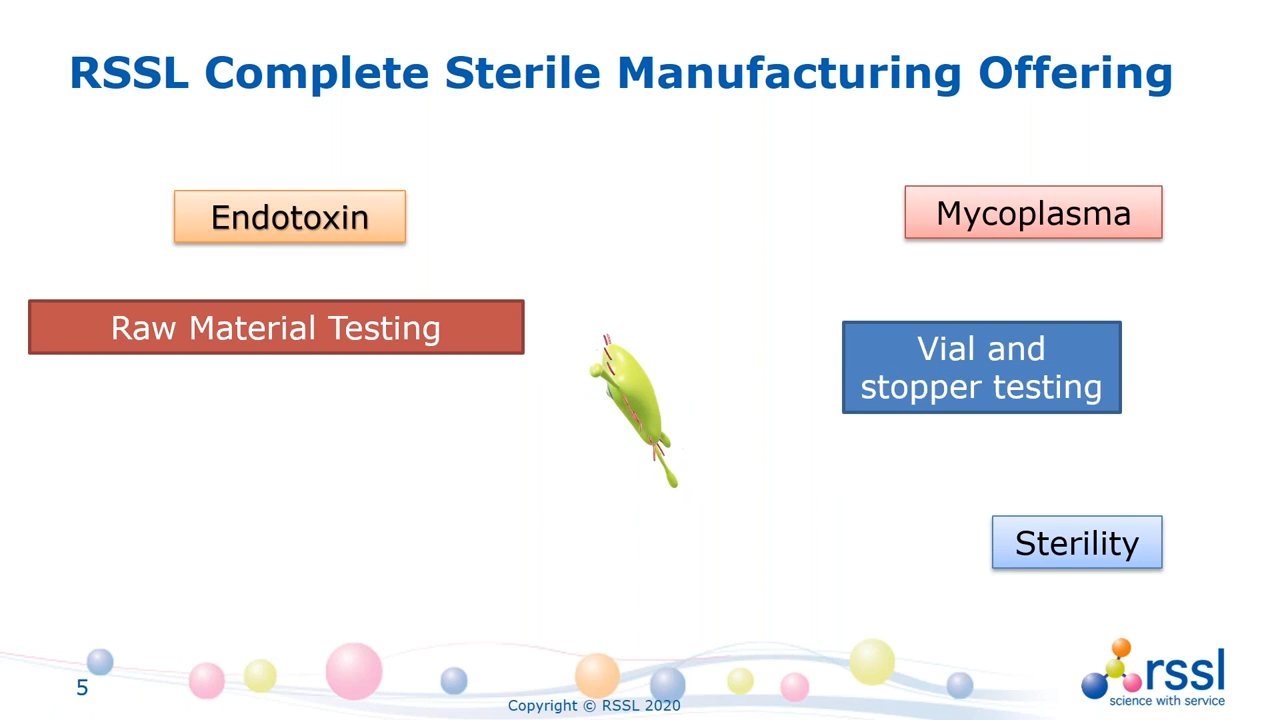 RSSL Complete Sterile Manufacturing Offering
Endotoxin
Mycoplasma
Raw Material Testing
Vial and
stopper testing
Sterility
5
Copyright © RSSL 2020
rssl
science with service